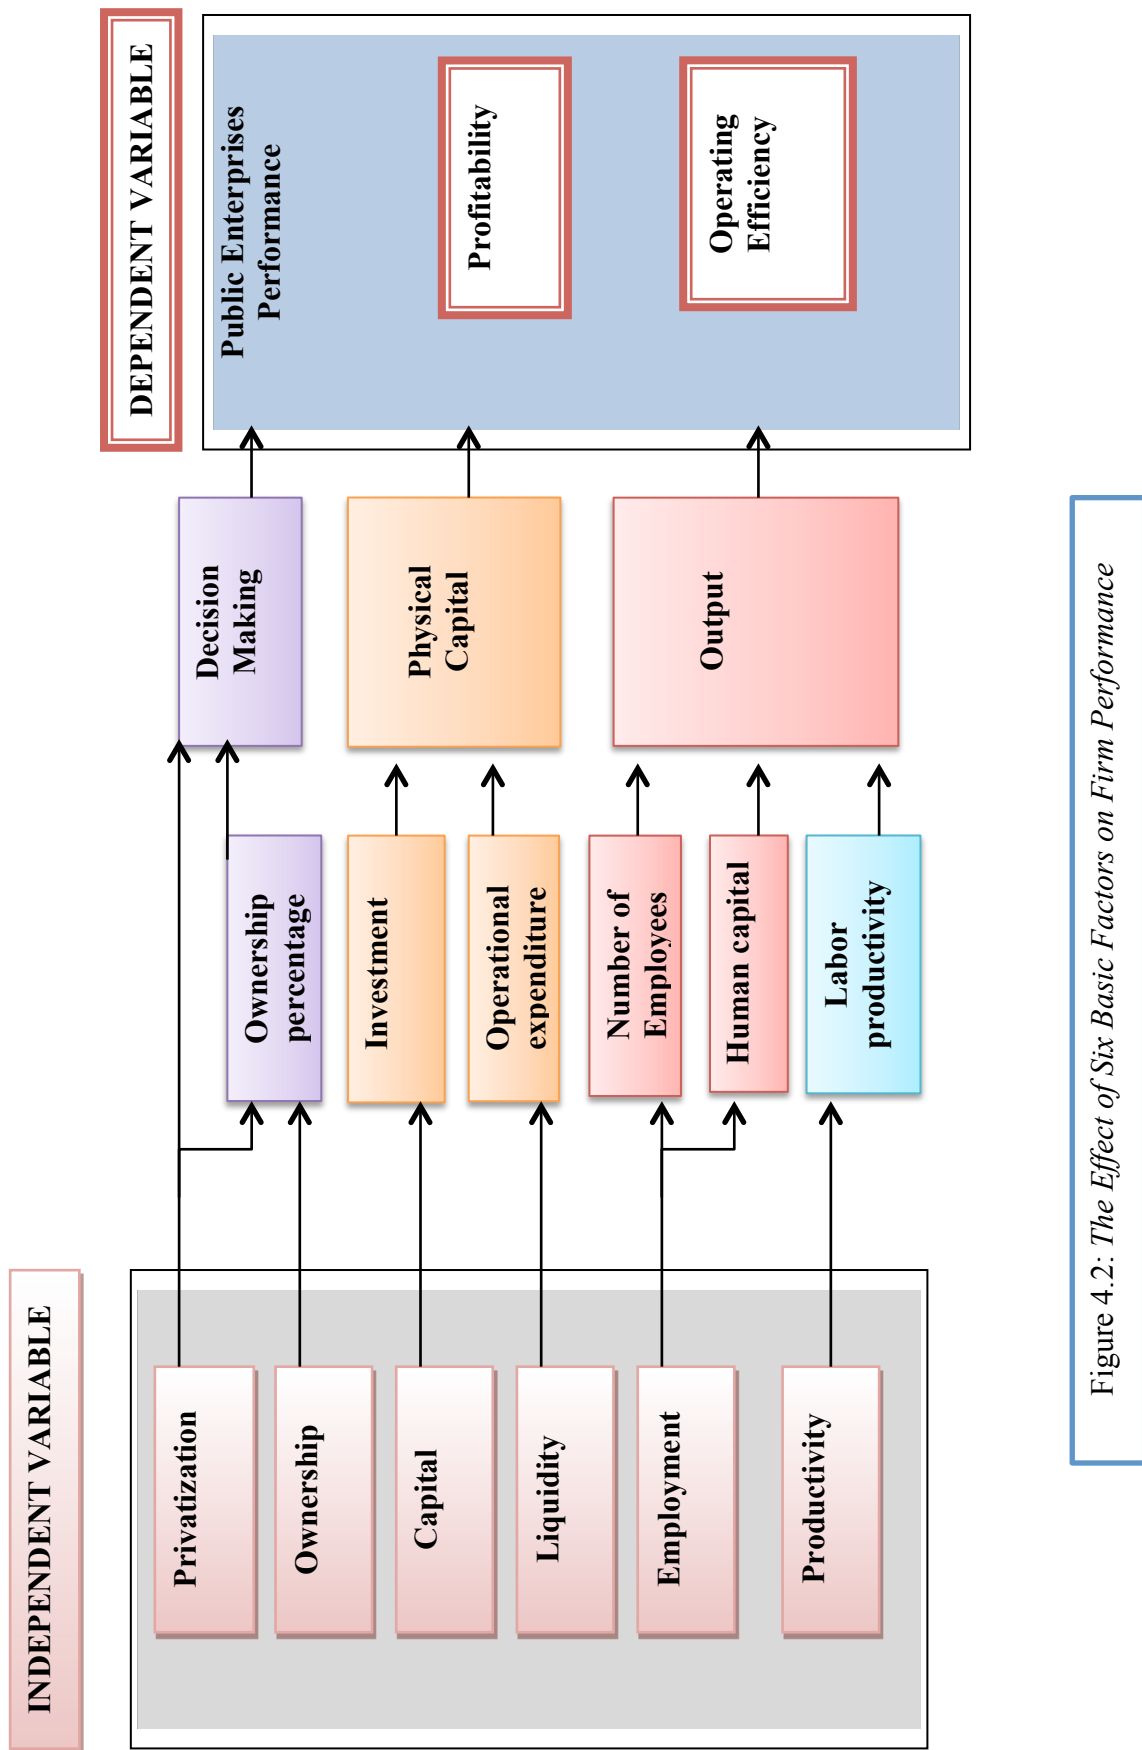 INDEPENDENT VARIABLE
DEPENDENT VARIABLE
Privatization
Ownership
Capital
Liquidity
Employment
Productivity
Ownership
percentage
Investment
Operational
expenditure
Number of
Employees
Human capital
Labor
productivity
Decision
Making
Physical
Capital
Output
Public Enterprises
Performance
Profitability
Operating
Efficiency
Figure 4.2: The Effect of Six Basic Factors on Firm Performance